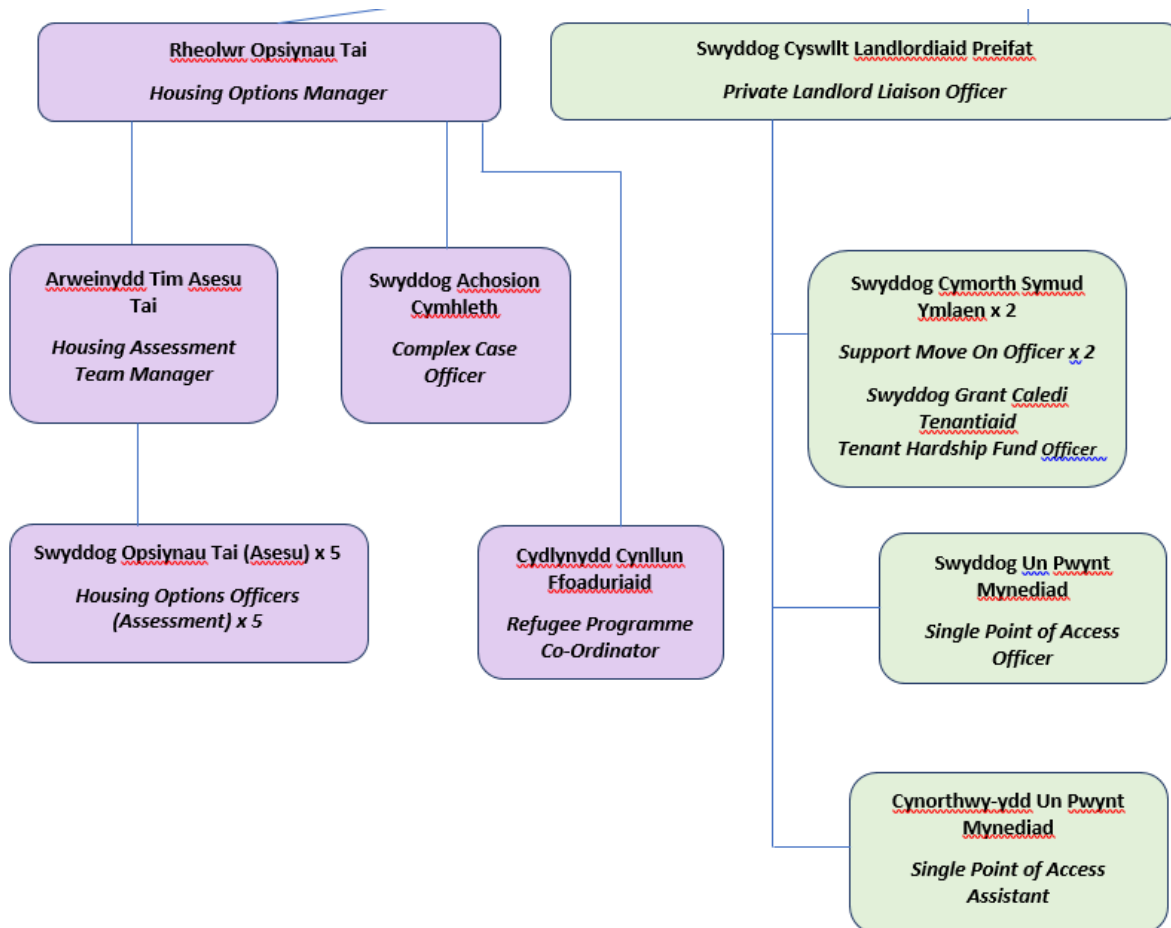 Rheolwr Opsiynau Tai
Housing Options Manager
Swyddog Cyswllt Landlordiaid Preifat
Private Landlord Liaison Officer
Arweinydd Tim Asesu
Tai
Housing Assessment
Team Manager
Swyddog Achosion
Cymhleth
Complex Case
Officer
Swyddog Cymorth Symud
Ymlaen x 2
Support Move On Officer x 2
Swyddog Grant Caledi
Tenantiaid
Tenant Hardship Fund Officer
Swyddog Opsiynau Tai (Asesu) x 5
Housing Options Officers
(Assessment) x 5
Cydlynydd Cynllun
Ffoaduriaid
Refugee Programme
Co-Ordinator
Swyddog Un Pwynt
Mynediad
Single Point of Access
Officer
Cynorthwy-ydd Un Pwynt
Mynediad
Single Point of Access
Assistant